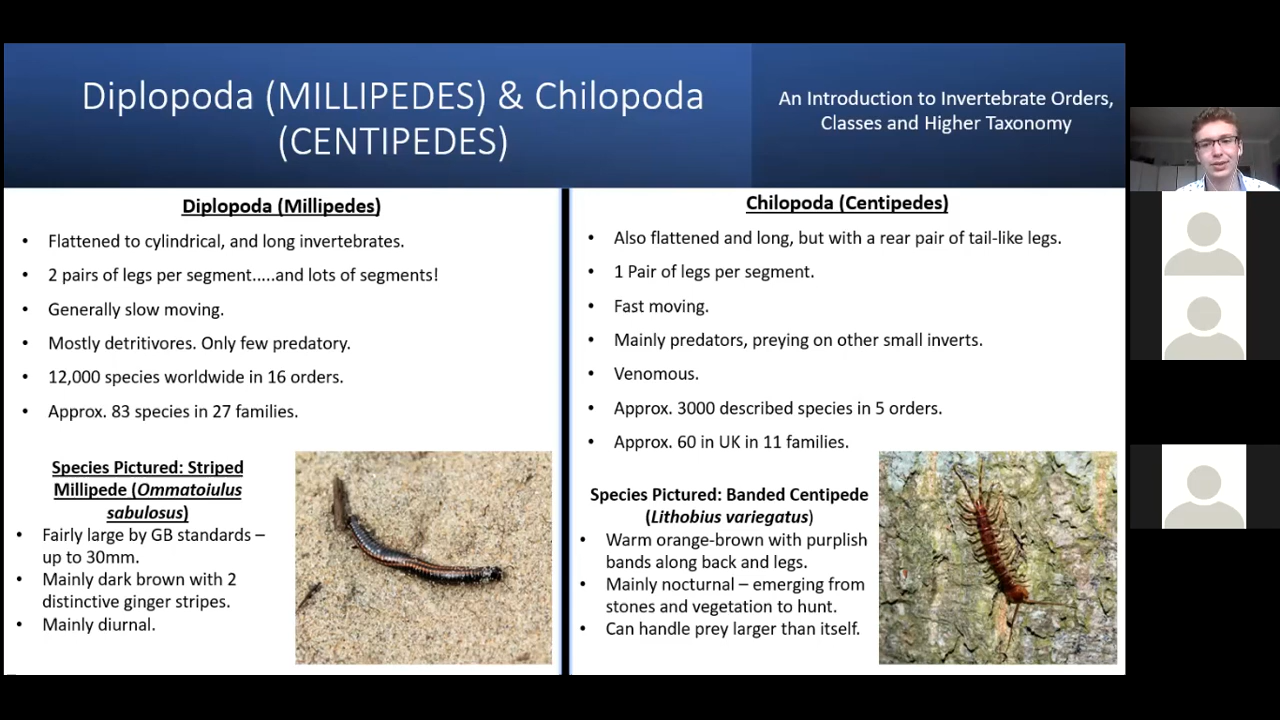 Diplopoda (MILLIPEDES) & Chilopoda
(CENTIPEDES)
An Introduction to Invertebrate Orders,
Classes and Higher Taxonomy
Diplopoda (Millipedes)
• Flattened to cylindrical, and long invertebrates.
• 2 pairs of legs per segment.....and lots of segments!
• Generally slow moving.
• Mostly detritivores. Only few predatory.
• 12,000 species worldwide in 16 orders.
• Approx. 83 species in 27 families.
Species Pictured: Striped
Millipede (Ommatoiulus
sabulosus)
• Fairly large by GB standards –
up to 30mm.
• Mainly dark brown with 2
distinctive ginger stripes.
• Mainly diurnal.
Chilopoda (Centipedes)
• Also flattened and long, but with a rear pair of tail-like legs.
• 1 Pair of legs per segment.
• Fast moving.
• Mainly predators, preying on other small inverts.
• Venomous.
• Approx. 3000 described species in 5 orders.
• Approx. 60 in UK in 11 families.
Species Pictured: Banded Centipede
(Lithobius variegatus)
• Warm orange-brown with purplish
bands along back and legs.
• Mainly nocturnal – emerging from
stones and vegetation to hunt.
• Can handle prey larger than itself.